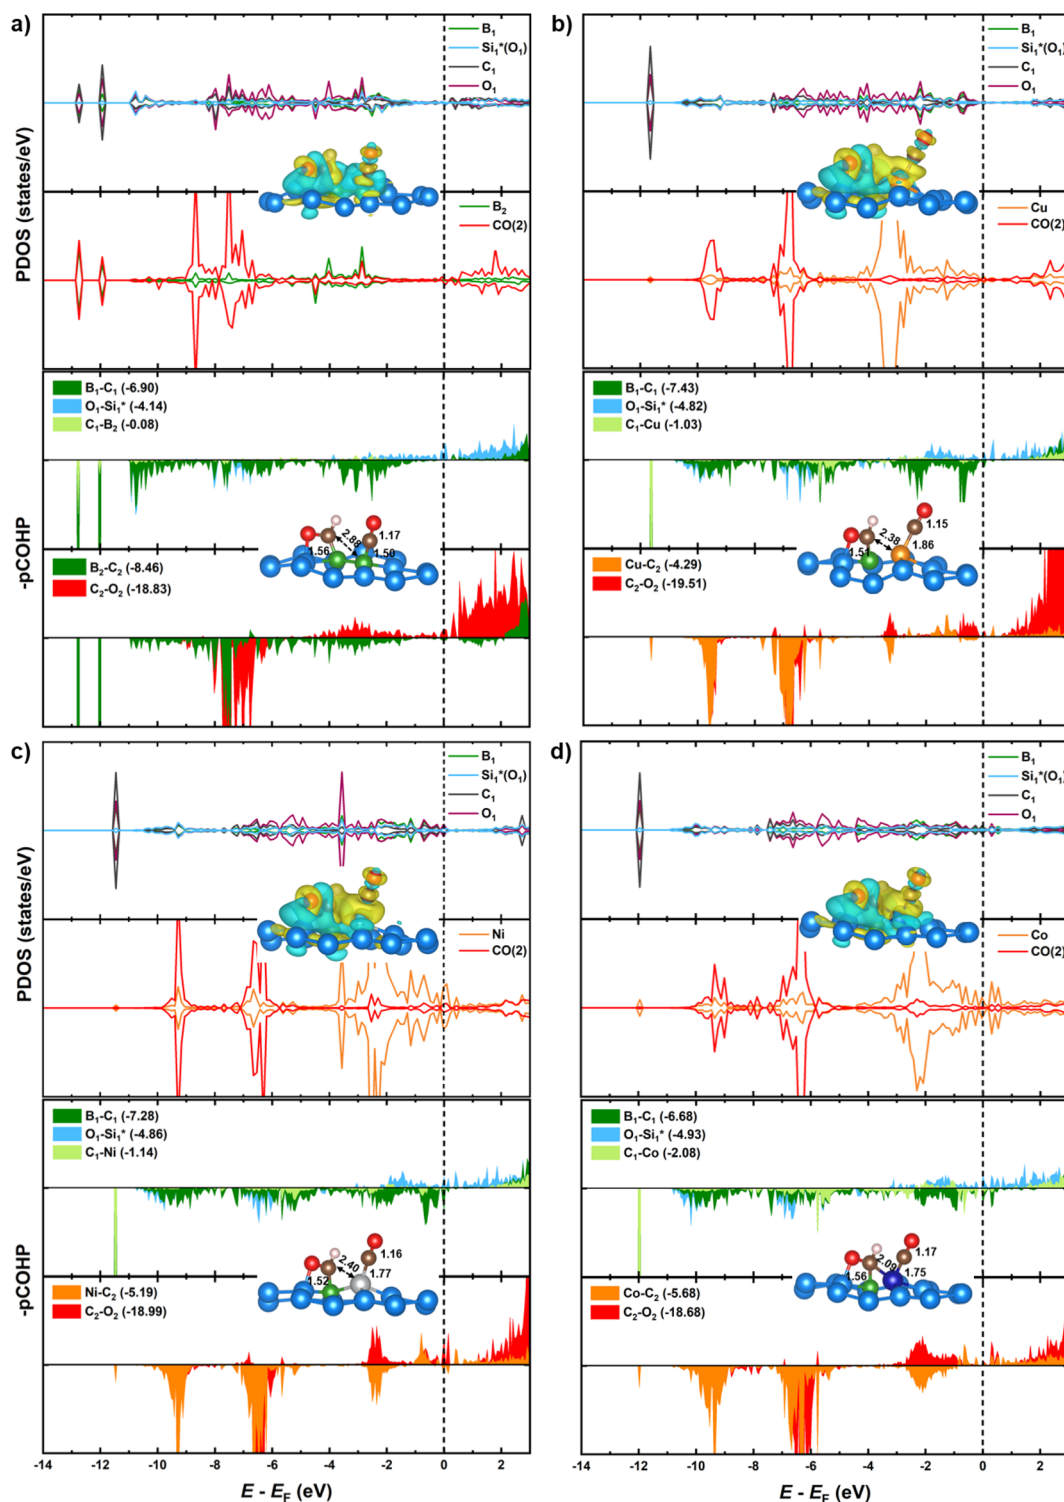 a)
B₁
Si₁*(O₁)
C₁
O₁
B₂
CO(2)
PDOS (states/eV)
B₁-C₁ (-6.90)
O₁-Si₁* (-4.14)
C₁-B₂ (-0.08)
2.88
1.17
1.56
1.50
B₂-C₂ (-8.46)
C₂-O₂ (-18.83)
-pCOHP
b)
B₁
Si₁*(O₁)
C₁
O₁
Cu
CO(2)
B₁-C₁ (-7.43)
O₁-Si₁* (-4.82)
C₁-Cu (-1.03)
2.38
1.15
1.51
1.86
Cu-C₂ (-4.29)
C₂-O₂ (-19.51)
c)
B₁
Si₁*(O₁)
C₁
O₁
Ni
CO(2)
PDOS (states/eV)
B₁-C₁ (-7.28)
O₁-Si₁* (-4.86)
C₁-Ni (-1.14)
2.40
1.16
1.52
1.77
Ni-C₂ (-5.19)
C₂-O₂ (-18.99)
-pCOHP
-14 -12 -10 -8 -6 -4 -2 0 2
E - E_F (eV)
d)
B₁
Si₁*(O₁)
C₁
O₁
Co
CO(2)
B₁-C₁ (-6.68)
O₁-Si₁* (-4.93)
C₁-Co (-2.08)
2.09
1.17
1.56
1.75
Co-C₂ (-5.68)
C₂-O₂ (-18.68)
-14 -12 -10 -8 -6 -4 -2 0 2
E - E_F (eV)